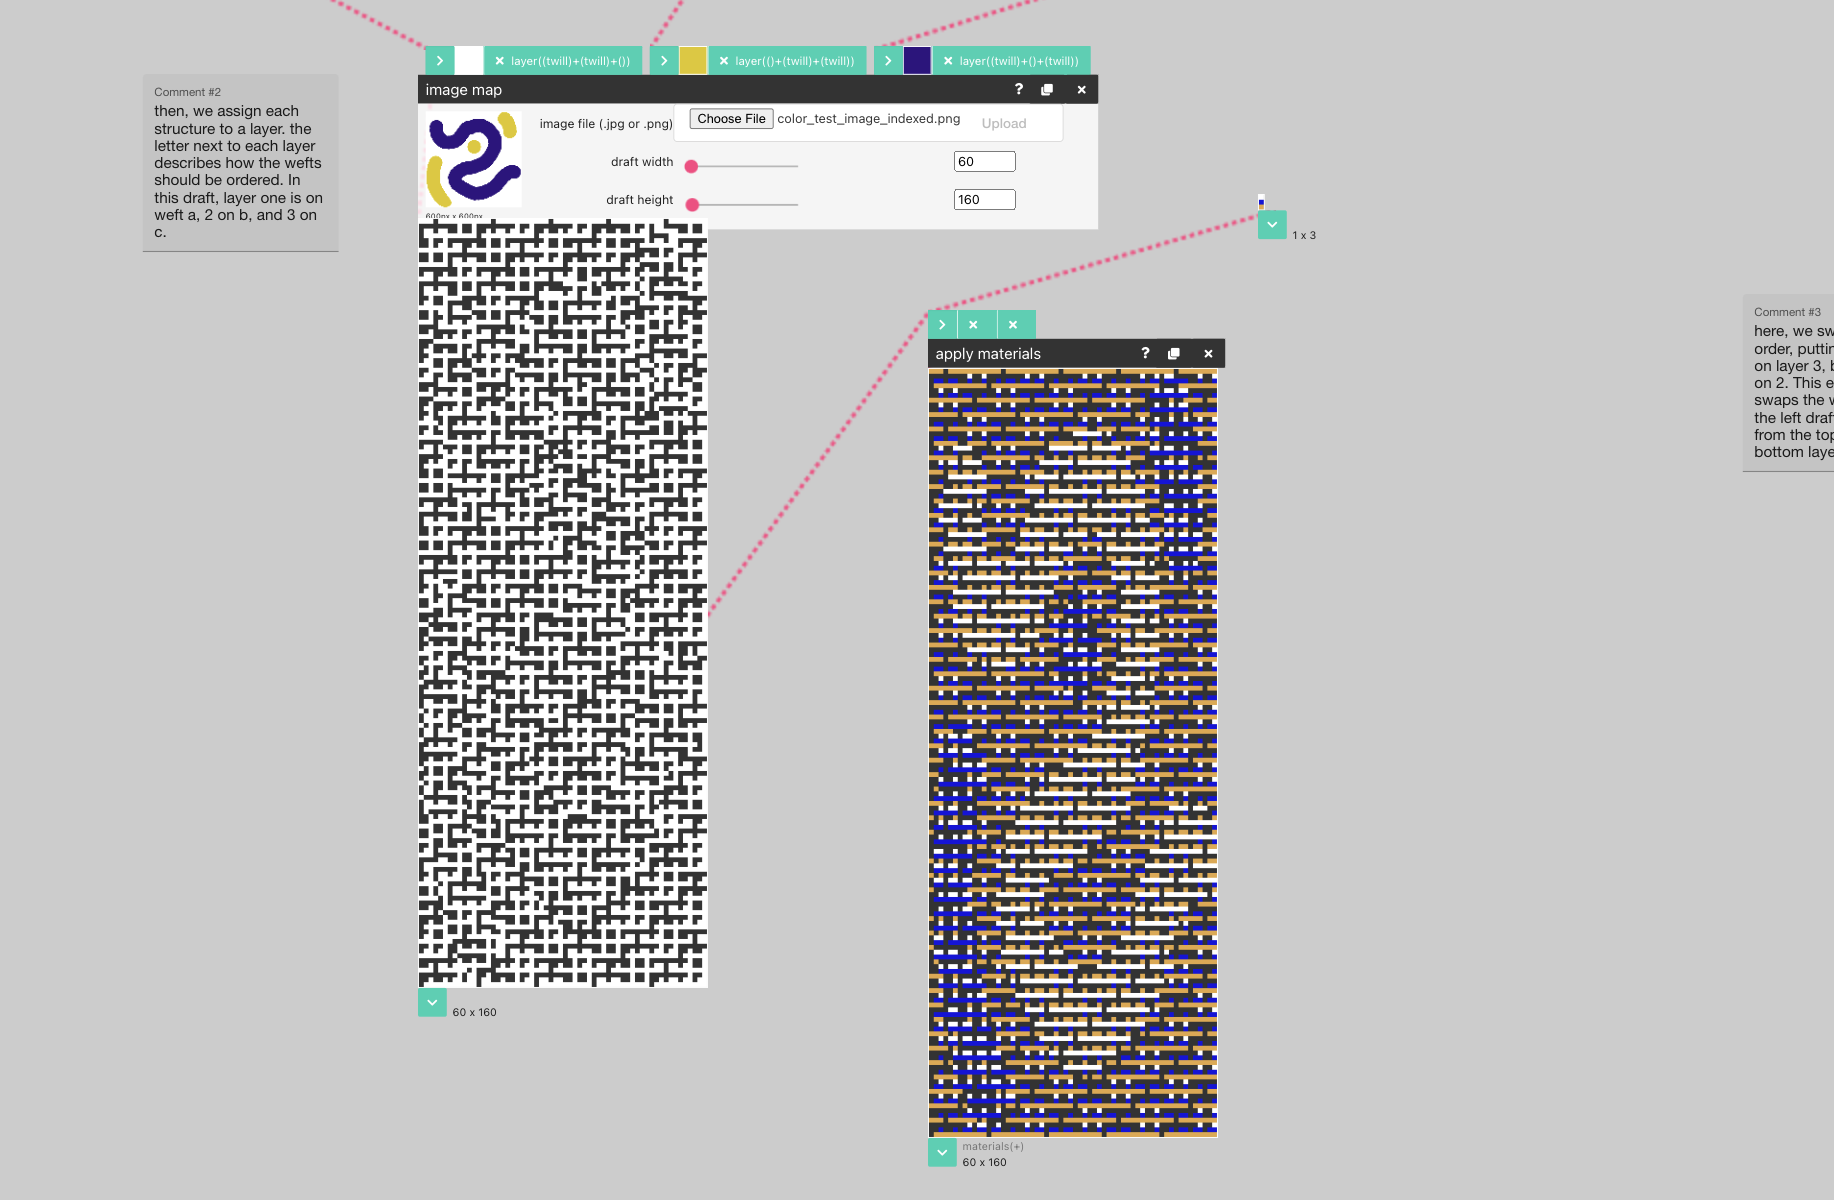 layer((twill)+(twill)+())
layer(()+(twill)+(twill))
layer((twill)+()+(twill))
Comment #2
then, we assign each
structure to a layer. the
letter next to each layer
describes how the wefts
should be ordered. In
this draft, layer one is on
weft a, 2 on b, and 3 on
c.
image map
?
image file (.jpg or .png)
Choose File color_test_image_indexed.png
Upload
draft width
60
draft height
160
600px x 600px
1 x 3
apply materials
?
Comment #3
here, we sw
order, puttin
on layer 3, b
on 2. This e
swaps the w
the left draf
from the top
bottom laye
60 x 160
materials(+)
60 x 160